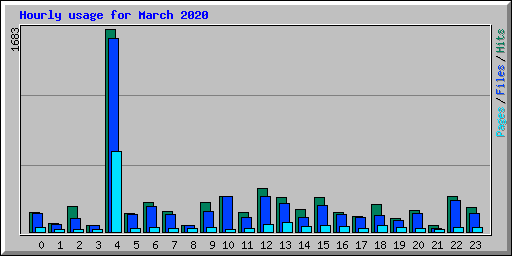 Hourly usage for March 2020
1683
Pages/Files/Hits
0 1 2 3 4 5 6 7 8 9 10 11 12 13 14 15 16 17 18 19 20 21 22 23